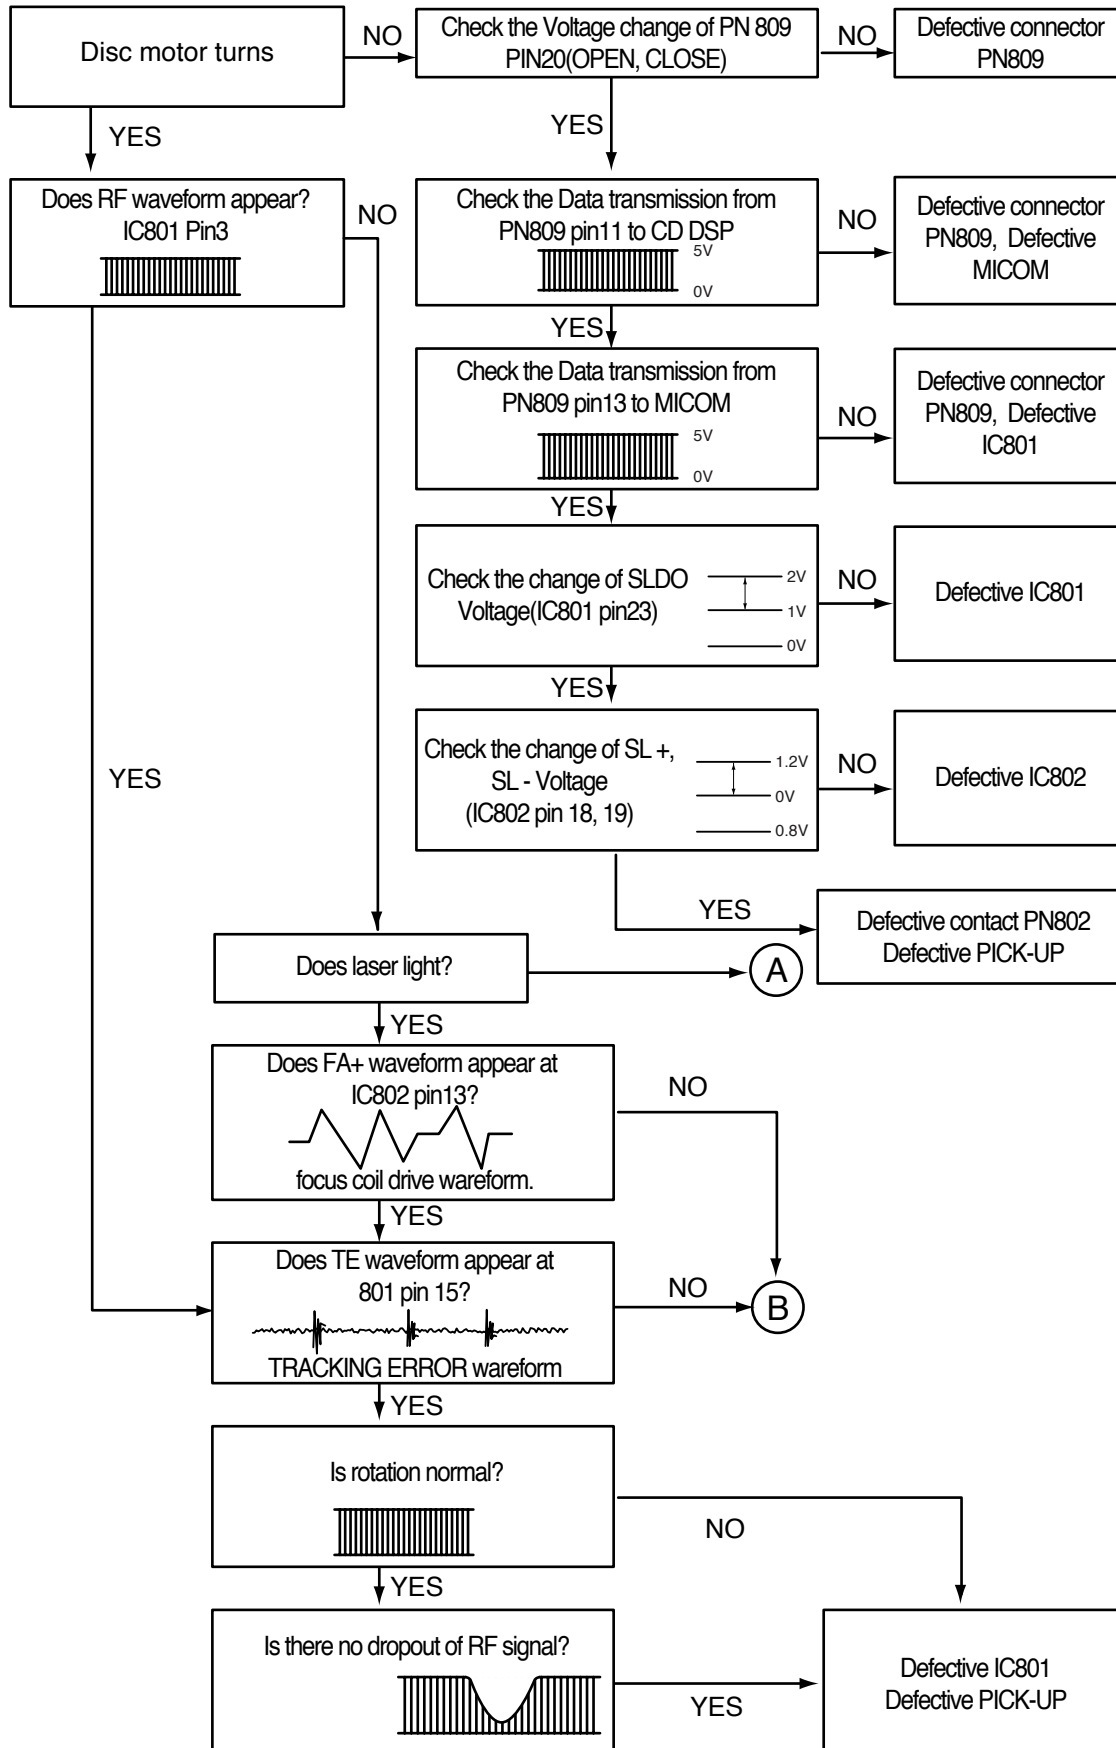 Disc motor turns
NO
Check the Voltage change of PN 809
PIN20(OPEN, CLOSE)
NO
Defective connector
PN809
YES
YES
Does RF waveform appear?
IC801 Pin3
NO
Check the Data transmission from
PN809 pin11 to CD DSP
5V
0V
NO
Defective connector
PN809, Defective
MICOM
YES
Check the Data transmission from
PN809 pin13 to MICOM
5V
0V
NO
Defective connector
PN809, Defective
IC801
YES
Check the change of SLDO
Voltage(IC801 pin23)
2V
1V
0V
NO
Defective IC801
YES
Check the change of SL +,
SL - Voltage
(IC802 pin 18, 19)
1.2V
0V
0.8V
NO
Defective IC802
YES
YES
Defective contact PN802
Defective PICK-UP
Does laser light?
A
YES
Does FA+ waveform appear at
IC802 pin13?
focus coil drive wareform.
NO
YES
Does TE waveform appear at
801 pin 15?
TRACKING ERROR wareform
NO
B
YES
Is rotation normal?
NO
YES
Is there no dropout of RF signal?
YES
Defective IC801
Defective PICK-UP